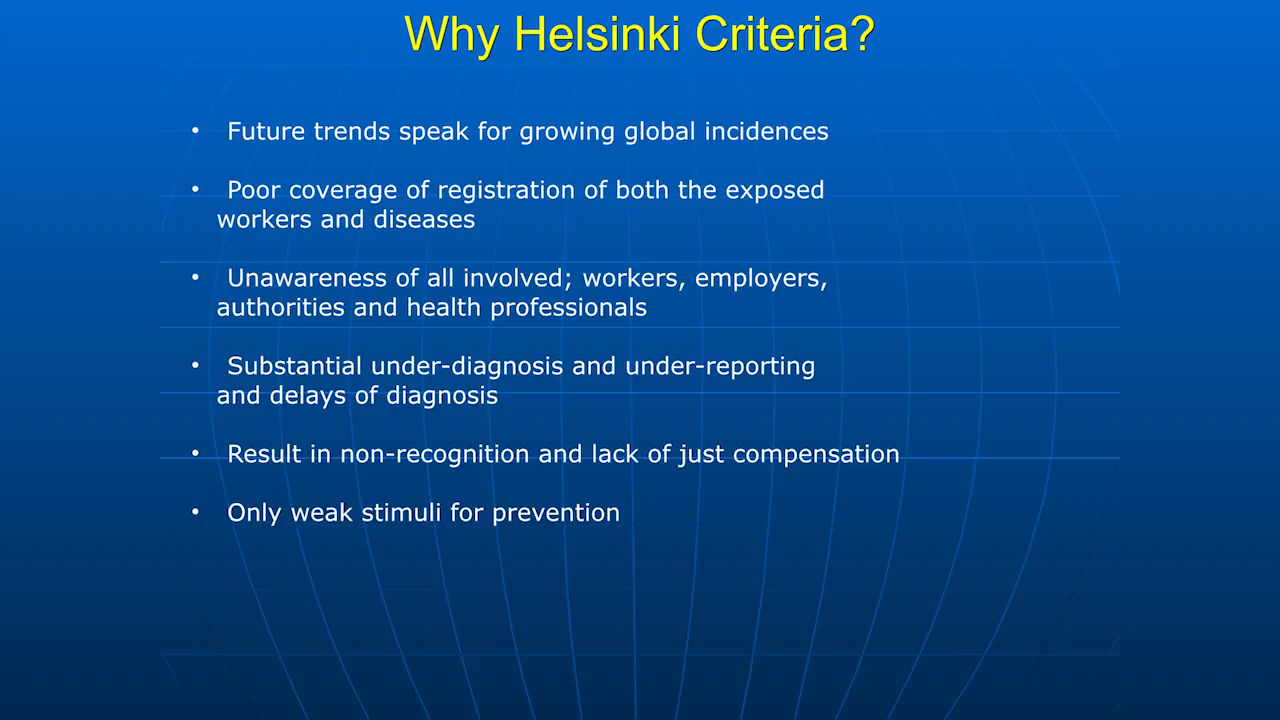 Why Helsinki Criteria?
• Future trends speak for growing global incidences
• Poor coverage of registration of both the exposed
workers and diseases
• Unawareness of all involved; workers, employers,
authorities and health professionals
• Substantial under-diagnosis and under-reporting
and delays of diagnosis
• Result in non-recognition and lack of just compensation
• Only weak stimuli for prevention